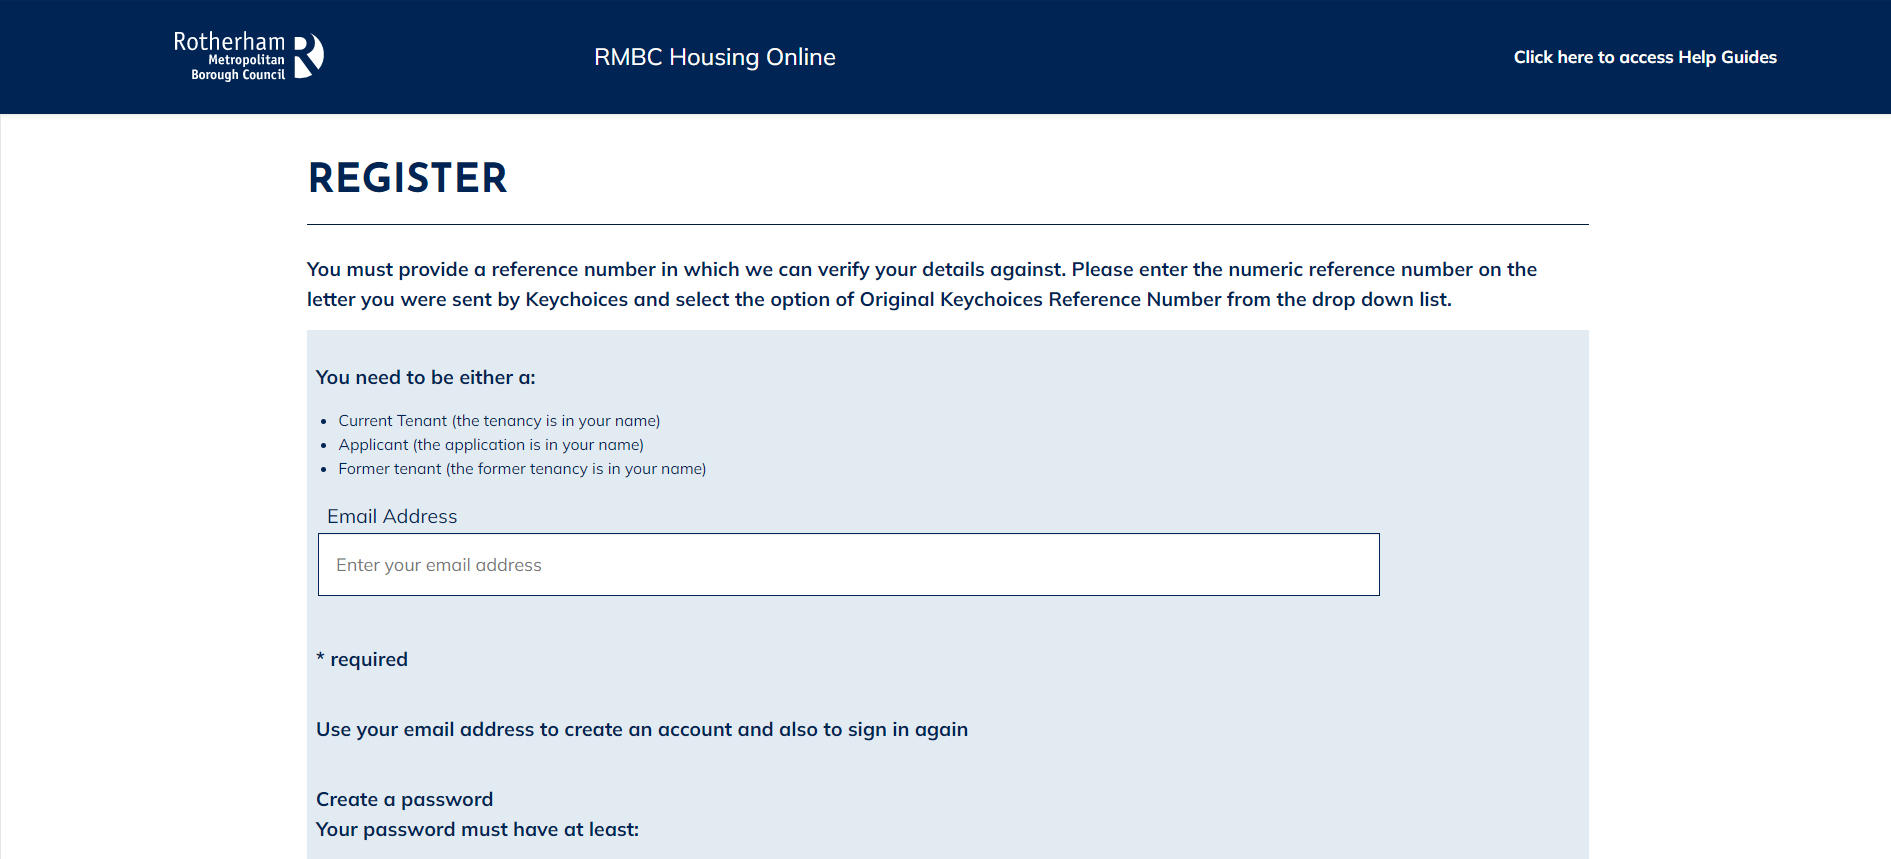 Rotherham
Metropolitan
Borough Council
RMBC Housing Online
Click here to access Help Guides
REGISTER
You must provide a reference number in which we can verify your details against. Please enter the numeric reference number on the
letter you were sent by Keychoices and select the option of Original Keychoices Reference Number from the drop down list.
You need to be either a:
• Current Tenant (the tenancy is in your name)
• Applicant (the application is in your name)
• Former tenant (the former tenancy is in your name)
Email Address
Enter your email address
* required
Use your email address to create an account and also to sign in again
Create a password
Your password must have at least: